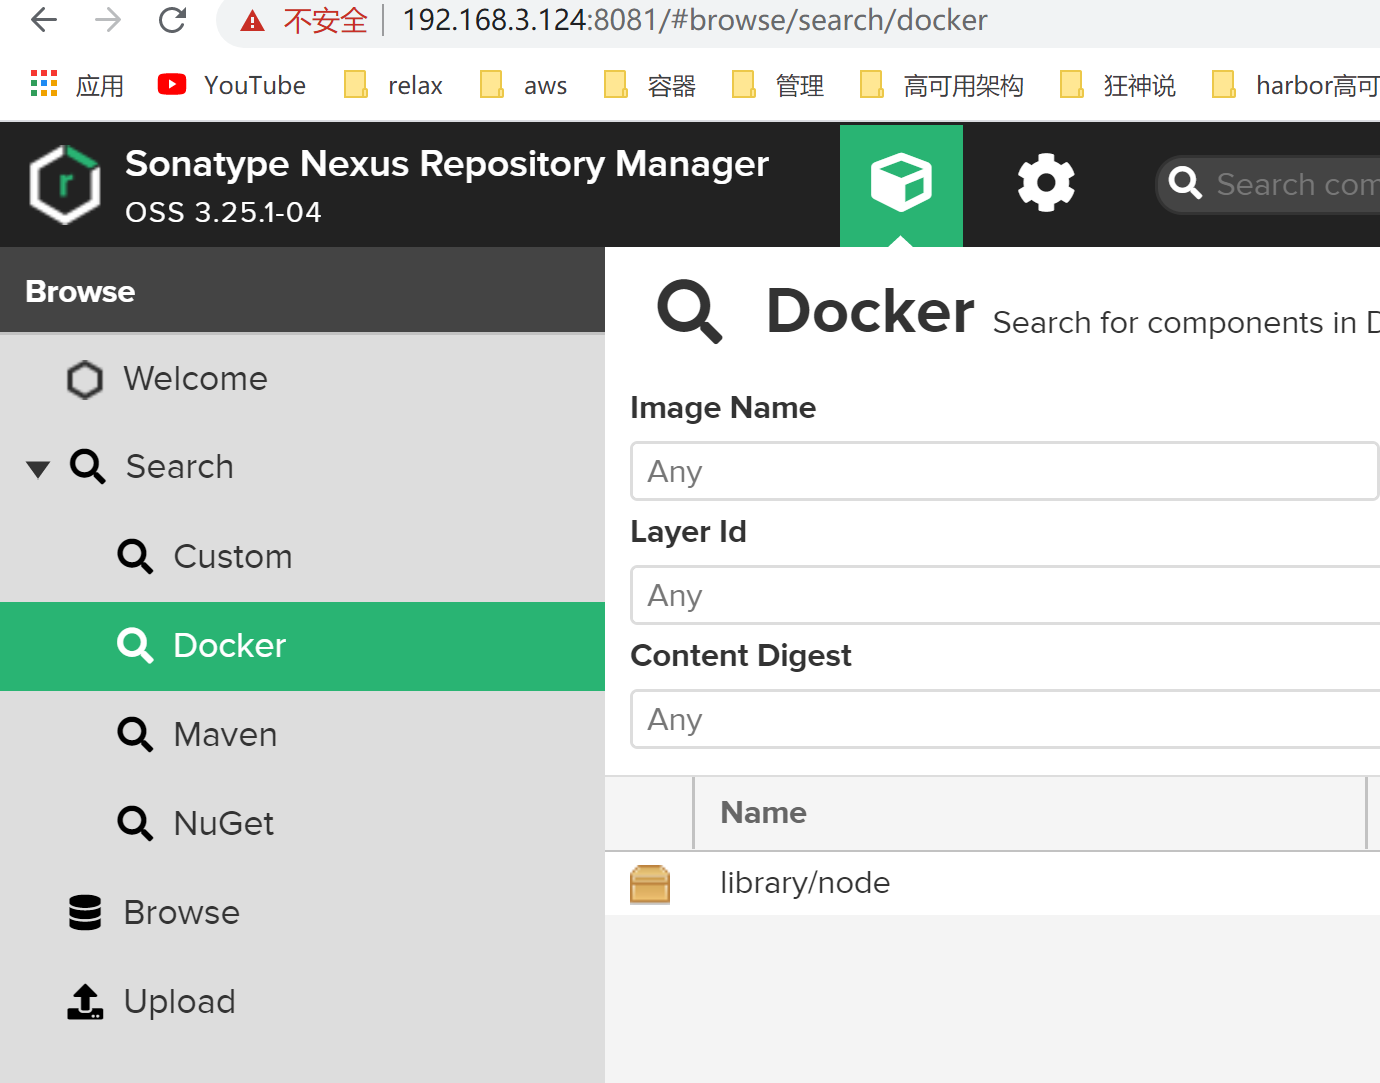 不安全 192.168.3.124:8081/#browse/search/docker
应用 YouTube relax aws 容器 管理 高可用架构 狂神说 harbor高可
Sonatype Nexus Repository Manager
OSS 3.25.1-04
Search com
Browse
Welcome
Search
Custom
Docker
Maven
NuGet
Browse
Upload
Docker Search for components in D
Image Name
Any
Layer Id
Any
Content Digest
Any
Name
library/node